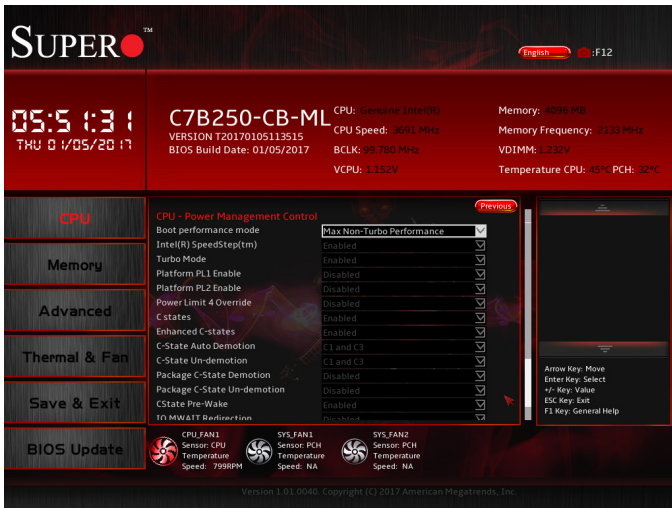 SUPER TM
English :F12
05:51:31
THU 01/05/2017
C7B250-CB-ML
VERSION T20170105113515
BIOS Build Date: 01/05/2017
CPU: Genuine Intel(R)
CPU Speed: 3691 MHz
BCLK: 99.780 MHz
VCPU: 1.152V
Memory: 4096 MB
Memory Frequency: 2133 MHz
VDIMM: 1.232V
Temperature CPU: 45°C PCH: 32°C
CPU
Memory
Advanced
Thermal & Fan
Save & Exit
BIOS Update
Previous
CPU - Power Management Control
Boot performance mode Max Non-Turbo Performance
Intel(R) SpeedStep(tm) Enabled
Turbo Mode Enabled
Platform PL1 Enable Disabled
Platform PL2 Enable Disabled
Power Limit 4 Override Disabled
C states Enabled
Enhanced C-states Enabled
C-State Auto Demotion C1 and C3
C-State Un-demotion C1 and C3
Package C-State Demotion Disabled
Package C-State Un-demotion Disabled
CState Pre-Wake Enabled
IO MWAIT Redirection Disabled
Arrow Key: Move
Enter Key: Select
+/- Key: Value
ESC Key: Exit
F1 Key: General Help
CPU_FAN1
Sensor: CPU
Temperature
Speed: 799RPM
SYS_FAN1
Sensor: PCH
Temperature
Speed: NA
SYS_FAN2
Sensor: PCH
Temperature
Speed: NA
Version 1.01.0040. Copyright (C) 2017 American Megatrends, Inc.